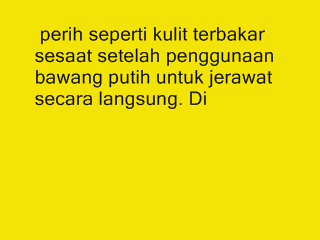 perih seperti kulit terbakar
sesaat setelah penggunaan
bawang putih untuk jerawat
secara langsung. Di